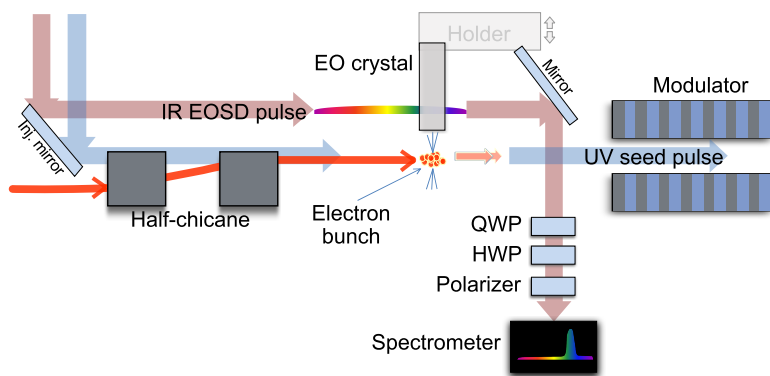 Holder
EO crystal
Mirror
Modulator
IR EOSD pulse
Inj. mirror
UV seed pulse
Half-chicane
Electron
bunch
QWP
HWP
Polarizer
Spectrometer